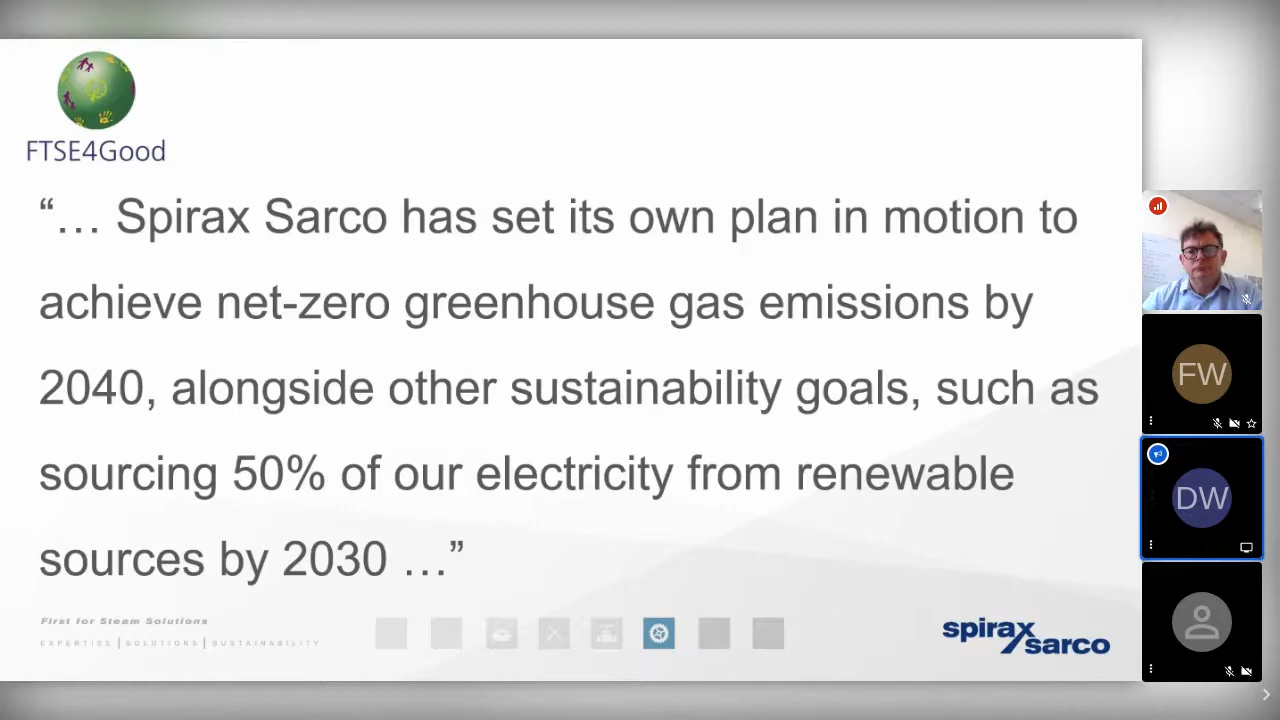 FTSE4Good
“… Spirax Sarco has set its own plan in motion to
achieve net-zero greenhouse gas emissions by
2040, alongside other sustainability goals, such as
sourcing 50% of our electricity from renewable
sources by 2030 …”
First for Steam Solutions
EXPERTISE | SOLUTIONS | SUSTAINABILITY
spirax
sarco
FW
DW